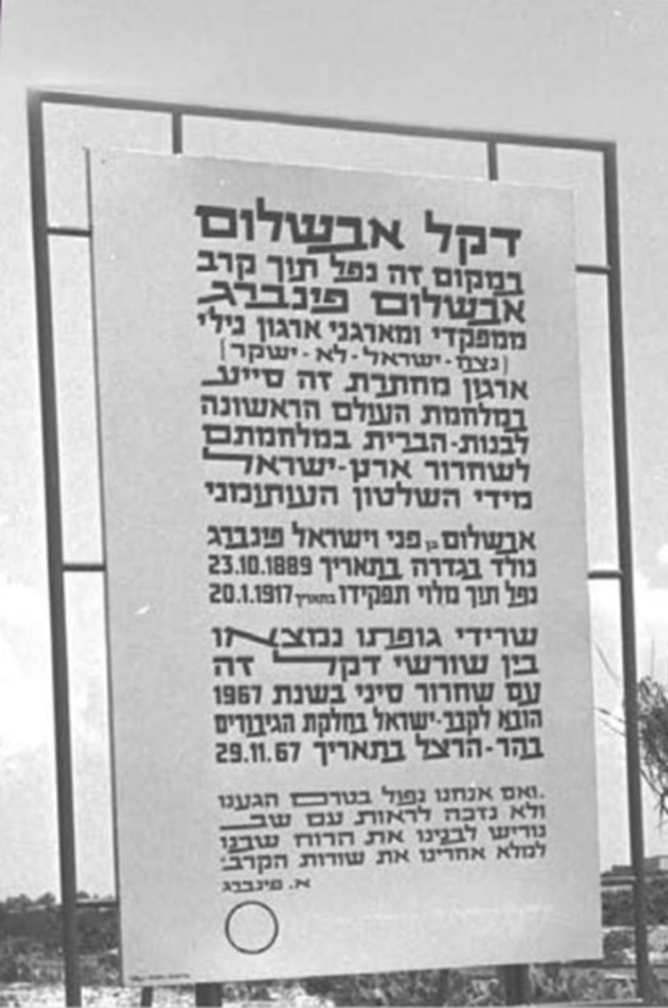 דקל אבשלום
במקום זה נפל תוך קרב
אבשלום פינברג
ממפקדי ומארגני ארגון נילי
(נצח-ישראל-לא-ישקר)
ארגון מחתרת זה סייע
במלחמת העולם הראשונה
לבנות-הברית במלחמתם
לשחרור ארץ-ישראל
מידי השלטון העותומני
אבשלום בן פני וישראל פינברג
נולד בגדרה בתאריך 23.10.1889
נפל תוך מלוי תפקידו בתאריך 20.1.1917
שרידי גופתו נמצאו
בין שורשי דקל זה
עם שחרור סיני בשנת 1967
הובא לקבר-ישראל בחלקת הגיבורים
בהר-הרצל בתאריך 29.11.67
.ואם אנחנו נפול בטרם הגענו
ולא נזכה לראות עם שב
נוריש לבנינו את הרוח שבנו
למלא אחרינו את שורות הקרב.
א. פינברג